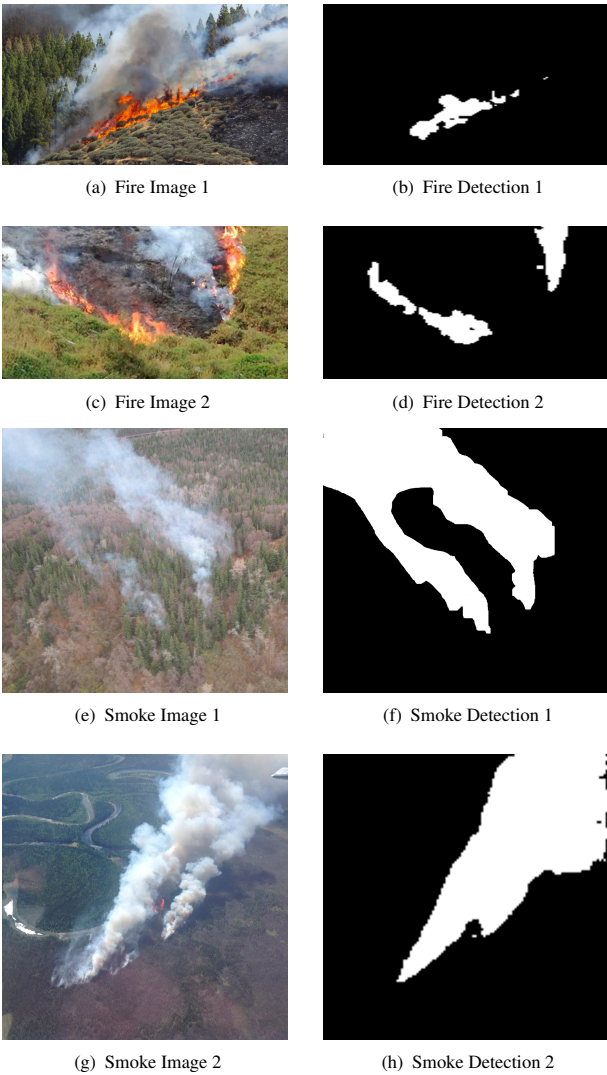 (a) Fire Image 1
(b) Fire Detection 1
(c) Fire Image 2
(d) Fire Detection 2
(e) Smoke Image 1
(f) Smoke Detection 1
(g) Smoke Image 2
(h) Smoke Detection 2